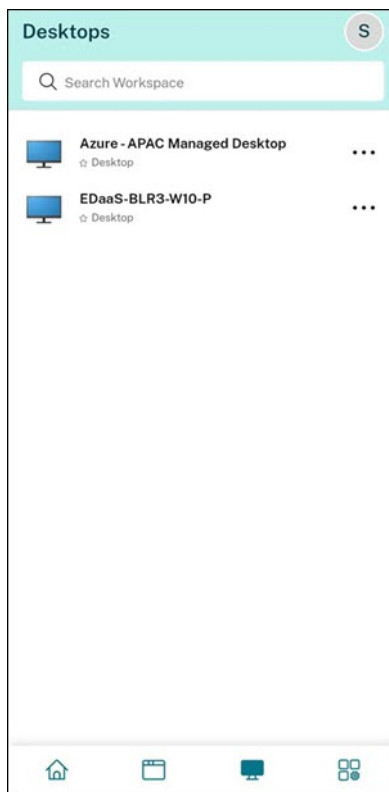 Desktops
S
Search Workspace
Azure - APAC Managed Desktop
Desktop
EDaaS-BLR3-W10-P
Desktop